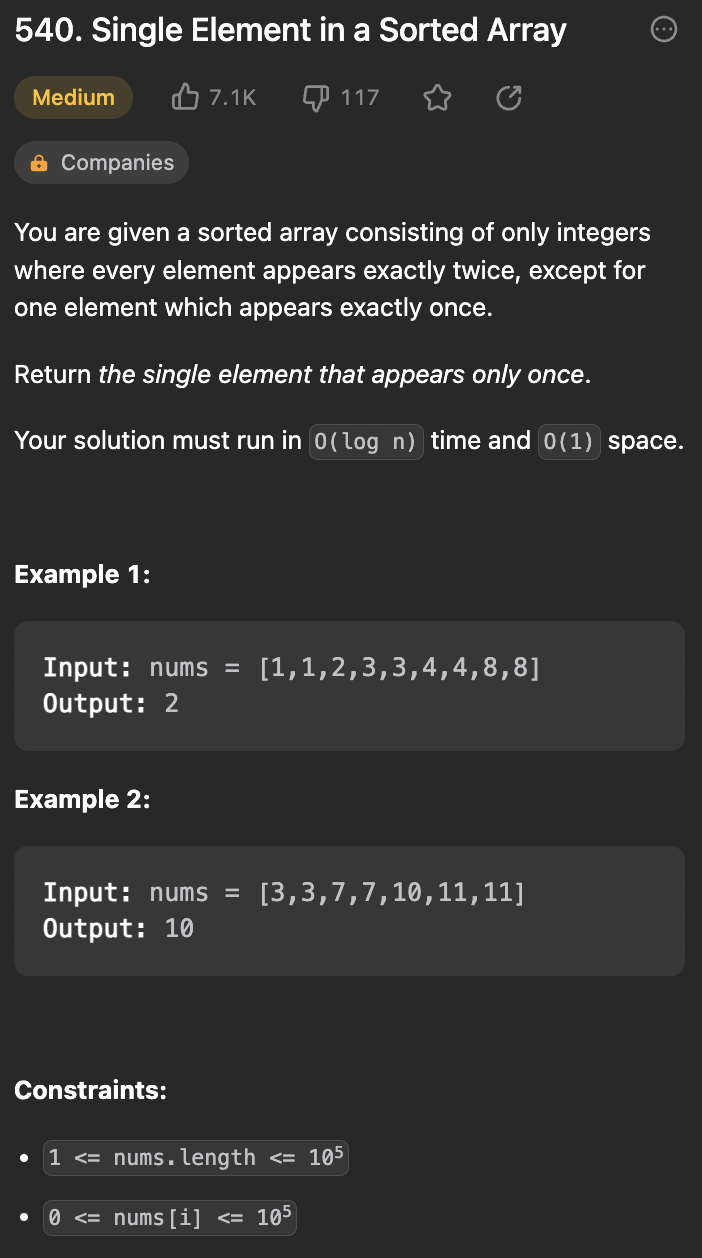 540. Single Element in a Sorted Array
Medium 7.1K 117
Companies
You are given a sorted array consisting of only integers
where every element appears exactly twice, except for
one element which appears exactly once.
Return the single element that appears only once.
Your solution must run in O(log n) time and O(1) space.
Example 1:
Input: nums = [1,1,2,3,3,4,4,8,8]
Output: 2
Example 2:
Input: nums = [3,3,7,7,10,11,11]
Output: 10
Constraints:
• 1 <= nums.length <= 10⁵
• 0 <= nums[i] <= 10⁵